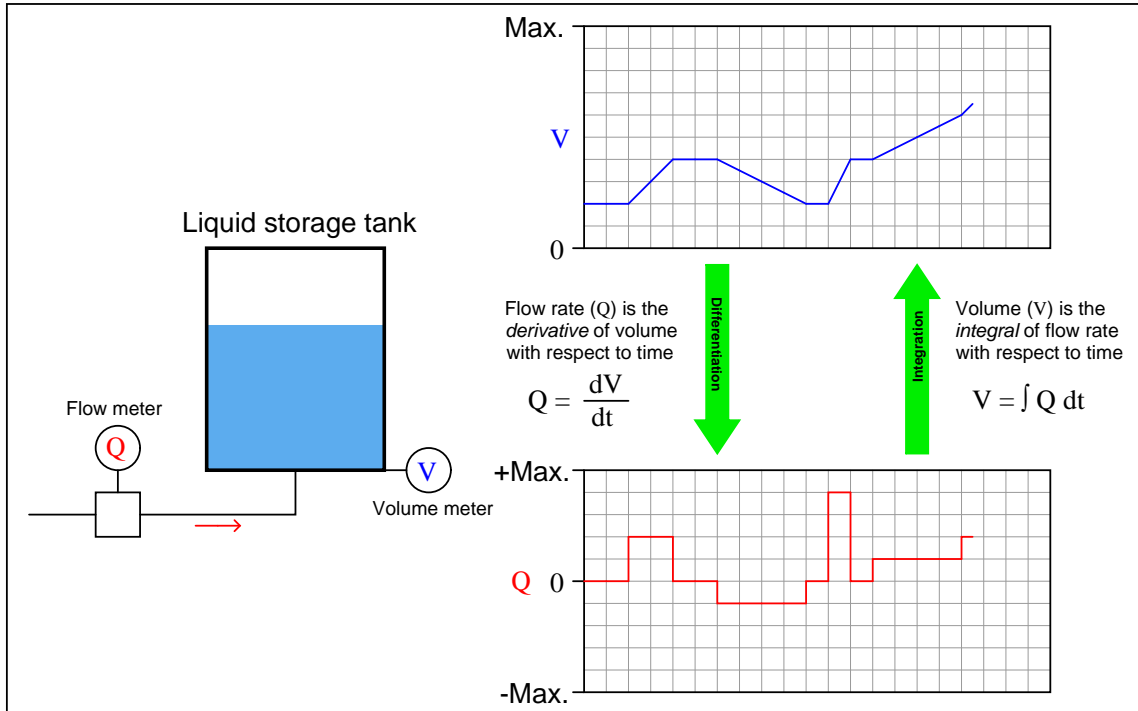 Max.
V
0
Liquid storage tank
Flow meter
Q
V
Volume meter
Flow rate (Q) is the
derivative of volume
with respect to time
Q = dV
dt
Differentiation
Integration
Volume (V) is the
integral of flow rate
with respect to time
V = ∫ Q dt
+Max.
Q 0
-Max.